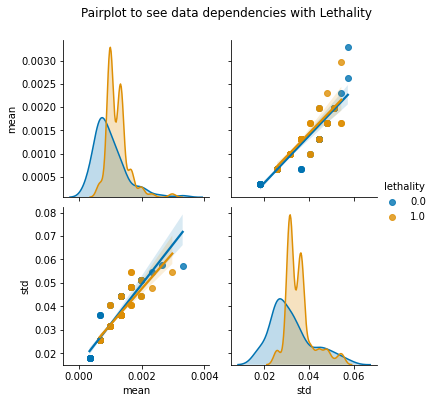 Pairplot to see data dependencies with Lethality
0.0030
0.0025
0.0020
0.0015
0.0010
0.0005
mean
lethality
0.0
1.0
0.08
0.07
0.06
0.05
0.04
0.03
0.02
std
0.000 0.002 0.004
mean
0.02 0.04 0.06
std